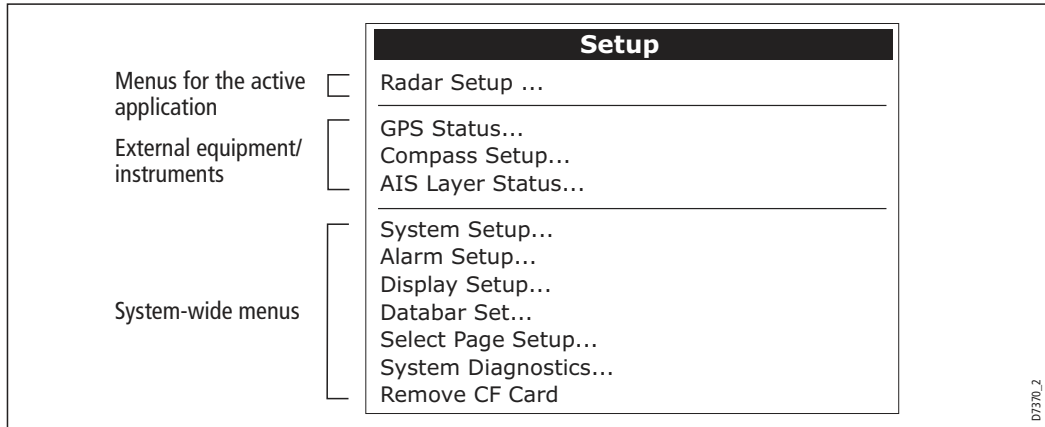 Setup
Menus for the active
application
Radar Setup ...
External equipment/
instruments
GPS Status...
Compass Setup...
AIS Layer Status...
System-wide menus
System Setup...
Alarm Setup...
Display Setup...
Databar Set...
Select Page Setup...
System Diagnostics...
Remove CF Card
D7370_2